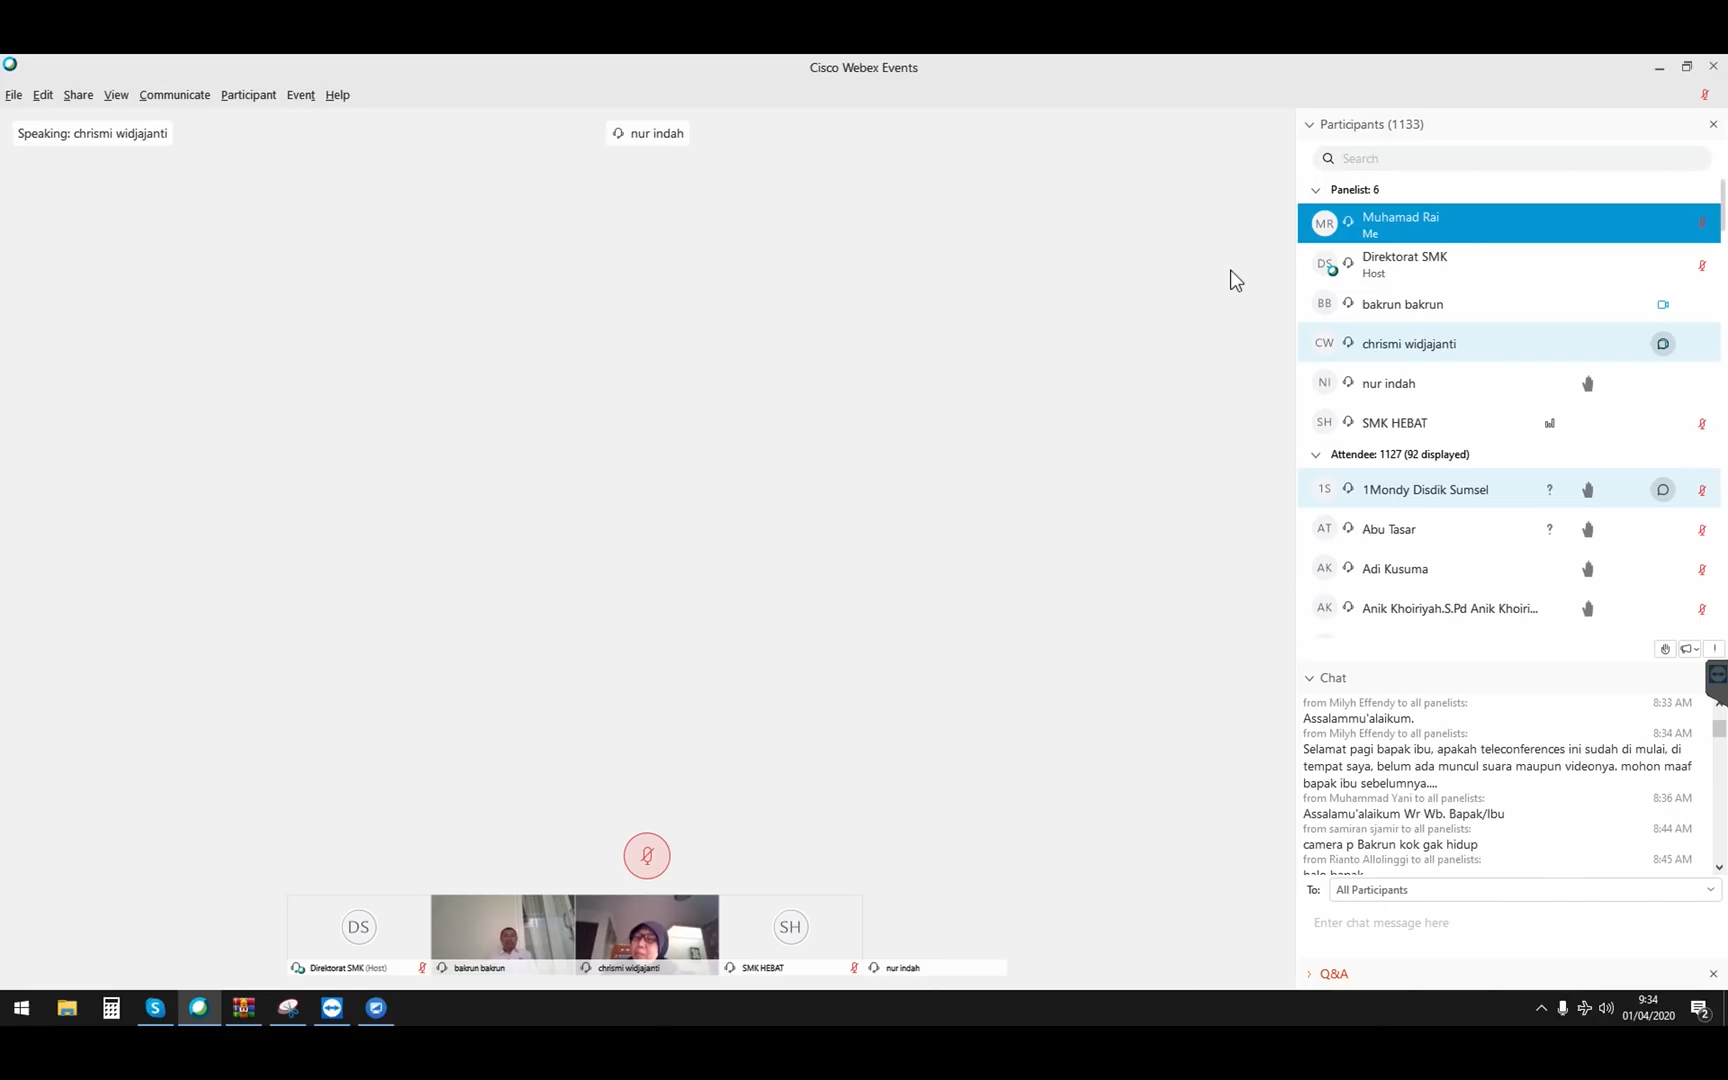 Cisco Webex Events
File Edit Share View Communicate Participant Event Help
Speaking: chrismi widjajanti
nur indah
Participants (1133)
Search
Panelist: 6
MR Muhamad Rai
Me
DS Direktorat SMK
Host
BB bakrun bakrun
CW chrismi widjajanti
NI nur indah
SH SMK HEBAT
Attendee: 1127 (92 displayed)
1S 1Mondy Disdik Sumsel ?
AT Abu Tasar ?
AK Adi Kusuma
AK Anik Khoiriyah.S.Pd Anik Khoiri...
Chat
from Milyh Effendy to all panelists: 8:33 AM
Assalammu'alaikum.
from Milyh Effendy to all panelists: 8:34 AM
Selamat pagi bapak ibu, apakah teleconferences ini sudah di mulai, di
tempat saya, belum ada muncul suara maupun videonya. mohon maaf
bapak ibu sebelumnya....
from Muhammad Yani to all panelists: 8:36 AM
Assalamu'alaikum Wr Wb. Bapak/Ibu
from samiran sjamir to all panelists: 8:44 AM
camera p Bakrun kok gak hidup
from Rianto Allolinggi to all panelists: 8:45 AM
halo bapak
To: All Participants
Enter chat message here
Q&A
DS
SH
Direktorat SMK (Host)
bakrun bakrun
chrismi widjajanti
SMK HEBAT
nur indah
9:34
01/04/2020
2